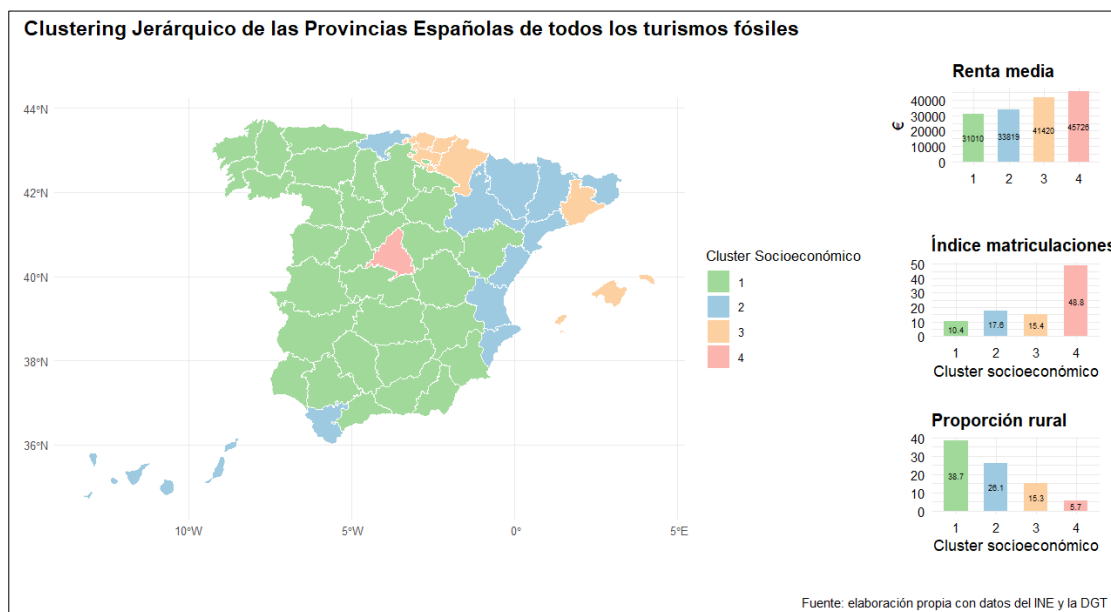 Clustering Jerárquico de las Provincias Españolas de todos los turismos fósiles
44°N
42°N
40°N
38°N
36°N
10°W
5°W
0°
5°E
Cluster Socioeconómico
1
2
3
4
Renta media
€
40000
30000
20000
10000
0
31010
33819
41420
45726
1
2
3
4
Índice matriculaciones
50
40
30
20
10
0
10.4
17.6
15.4
48.8
1
2
3
4
Cluster socioeconómico
Proporción rural
40
30
20
10
0
38.7
26.1
15.3
5.7
1
2
3
4
Cluster socioeconómico
Fuente: elaboración propia con datos del INE y la DGT